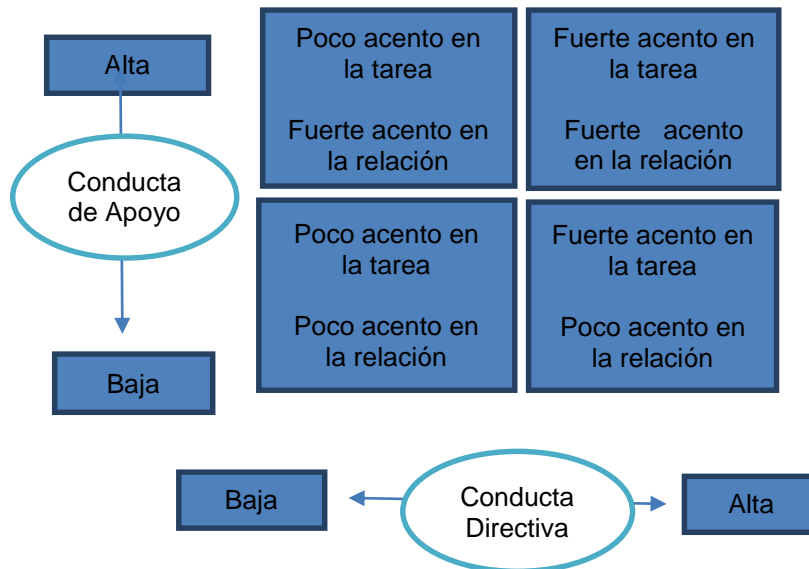 Alta
Conducta
de Apoyo
Baja
Poco acento en
la tarea
Fuerte acento en
la relación
Fuerte acento en
la tarea
Fuerte acento
en la relación
Poco acento en
la tarea
Poco acento en
la relación
Fuerte acento en
la tarea
Poco acento en
la relación
Baja
Conducta
Directiva
Alta